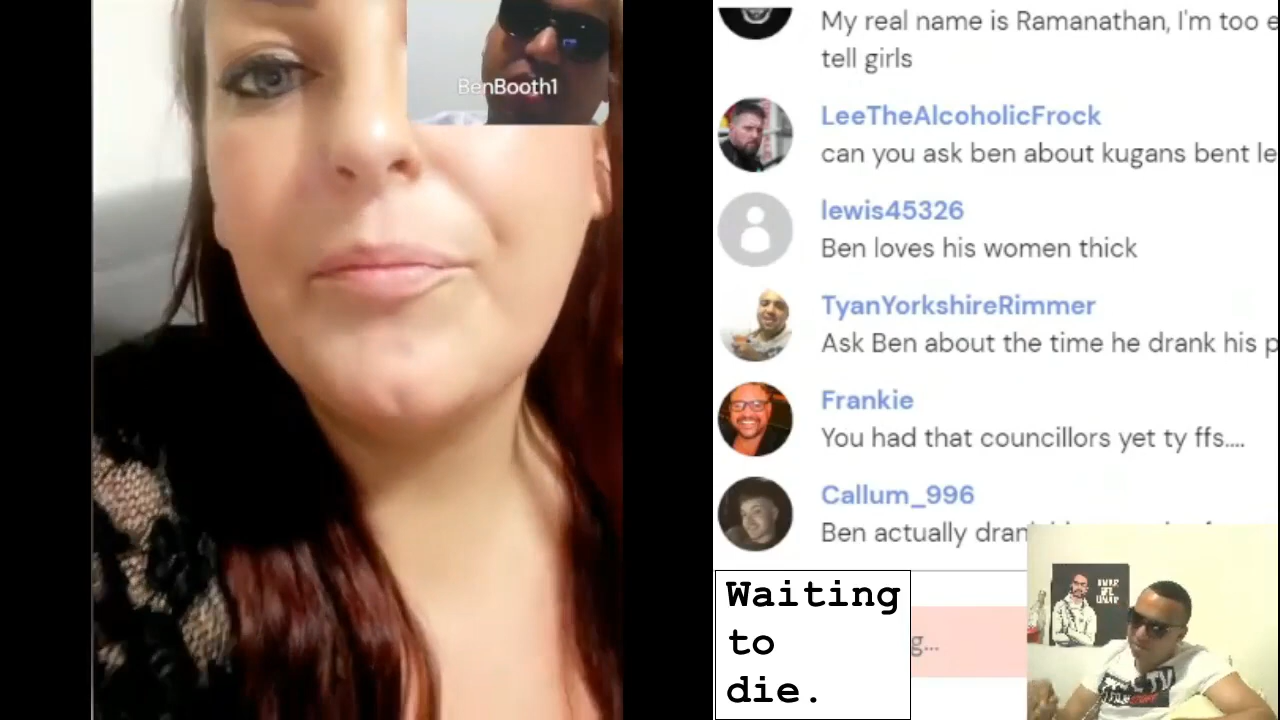 BenBooth1
My real name is Ramanathan, I'm too e
tell girls
LeeTheAlcoholicFrock
can you ask ben about kugans bent le
lewis45326
Ben loves his women thick
TyanYorkshireRimmer
Ask Ben about the time he drank his p
Frankie
You had that councillors yet ty ffs....
Callum_996
Ben actually dran
Waiting
to
die.
g...
TV